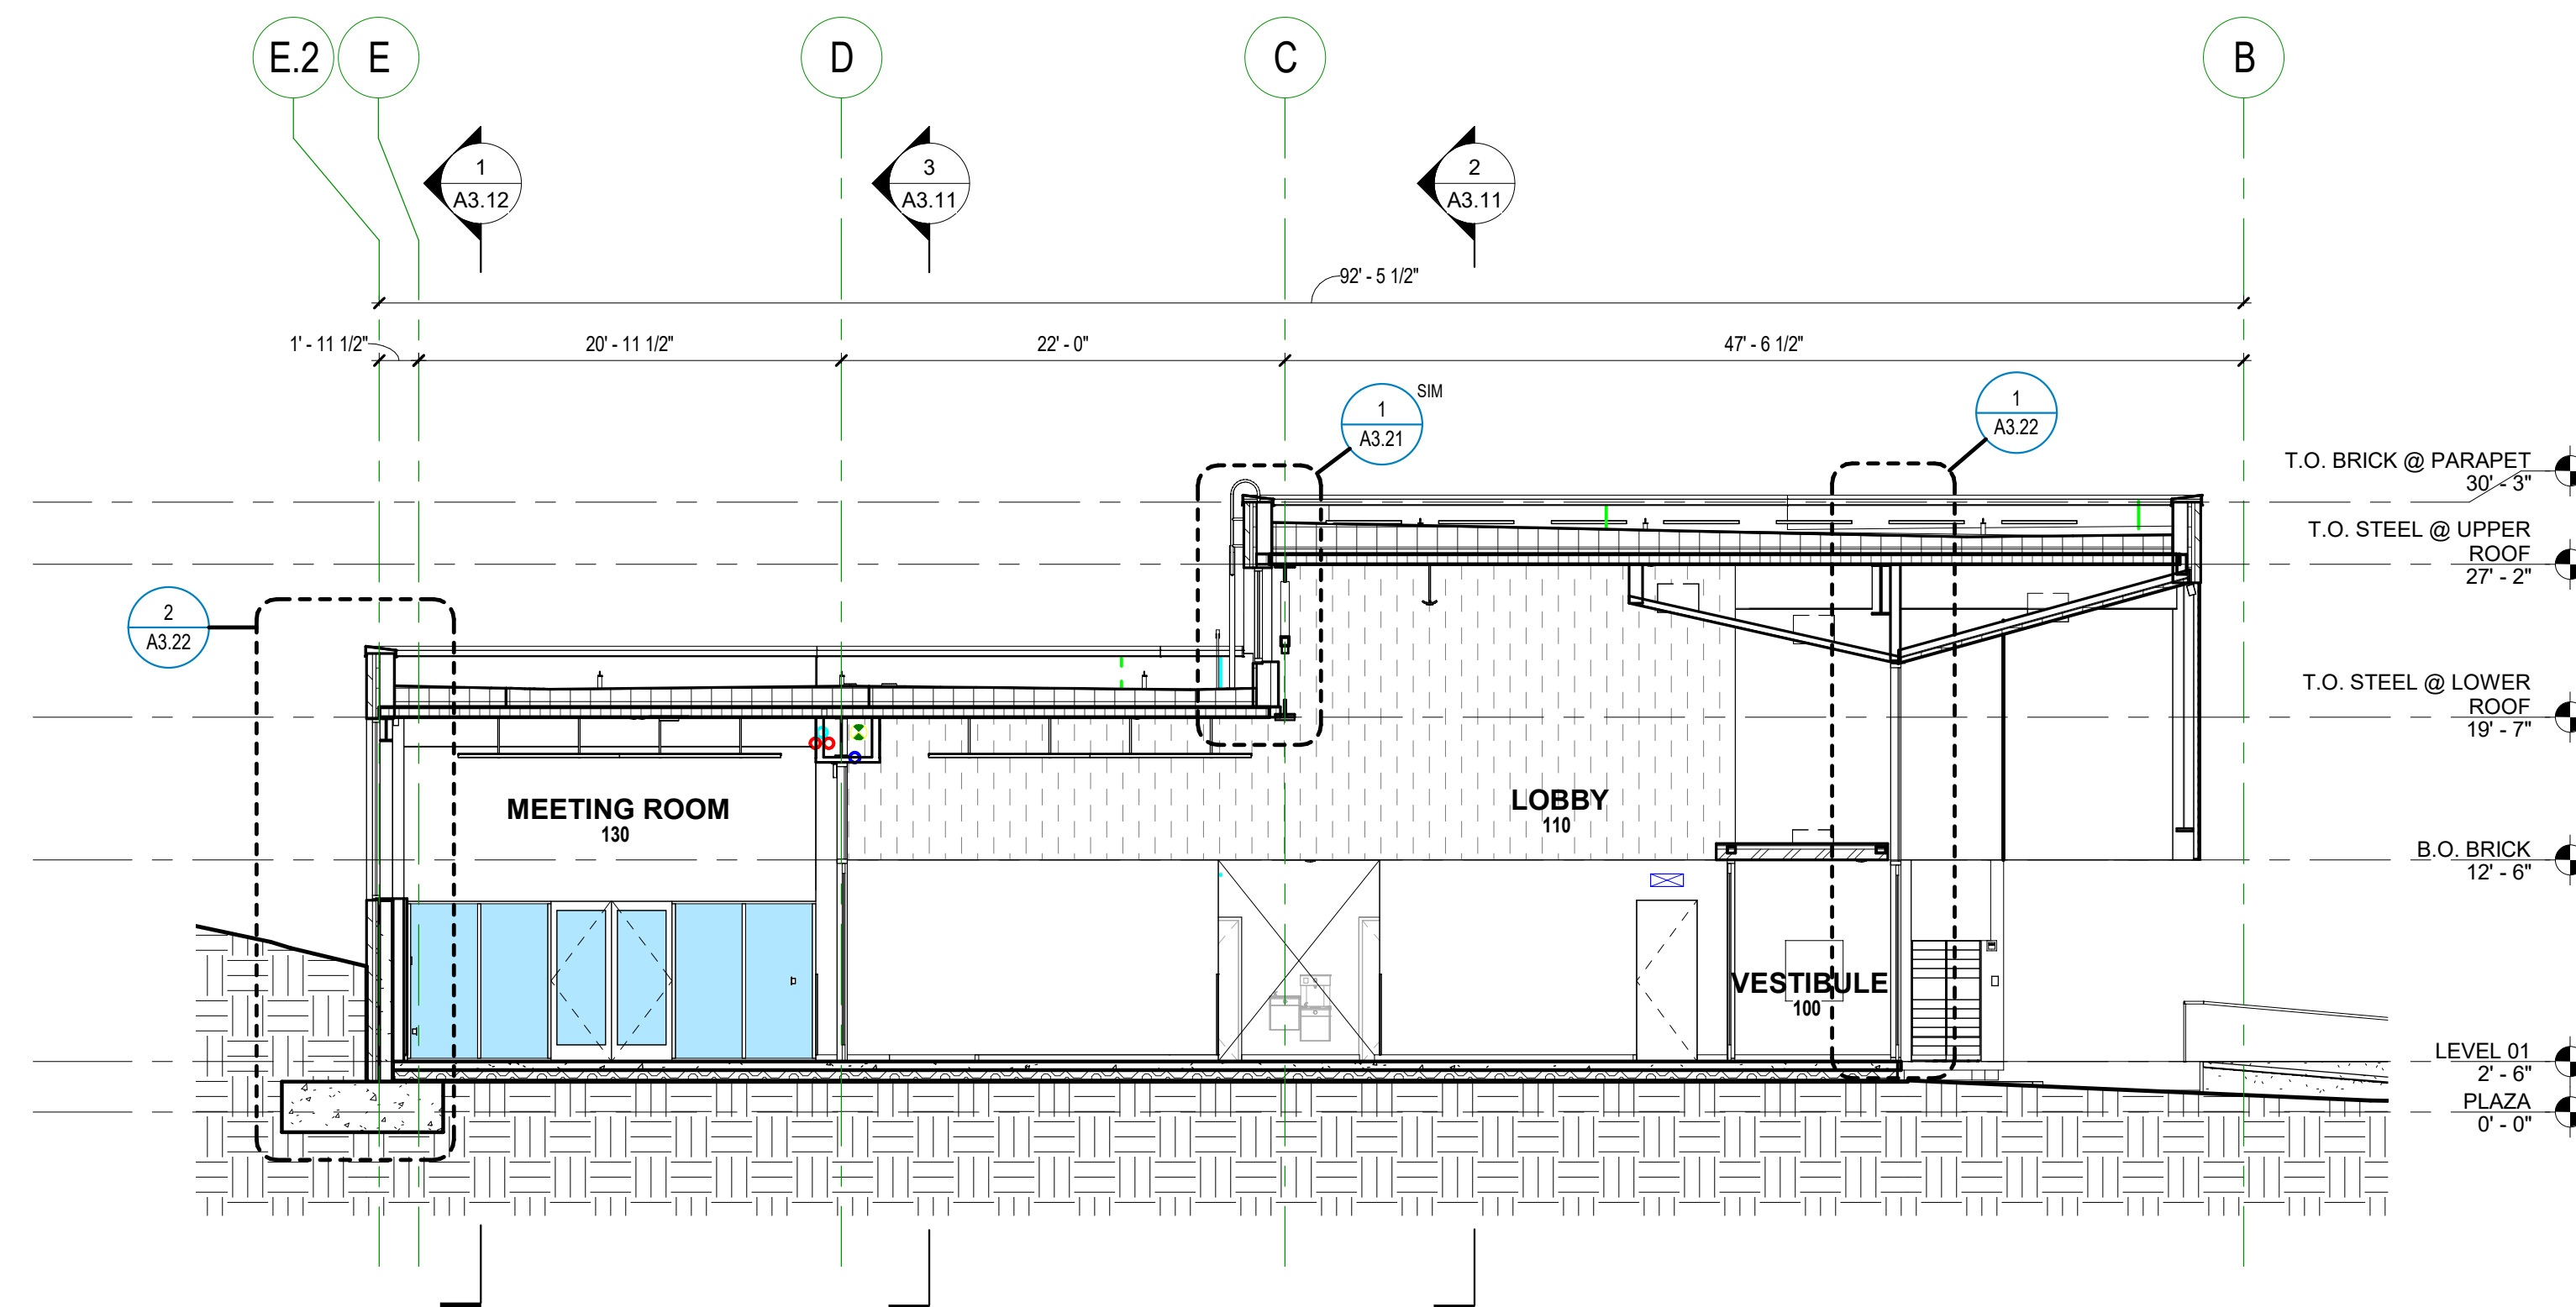 E.2
E
D
C
B
1
A3.12
3
A3.11
2
A3.11
92' - 5 1/2"
1' - 11 1/2"
20' - 11 1/2"
22' - 0"
47' - 6 1/2"
1
A3.21
SIM
1
A3.22
T.O. BRICK @ PARAPET
30' - 3"
T.O. STEEL @ UPPER
ROOF
27' - 2"
2
A3.22
T.O. STEEL @ LOWER
ROOF
19' - 7"
MEETING ROOM
130
LOBBY
110
B.O. BRICK
12' - 6"
VESTIBULE
100
LEVEL 01
2' - 6"
PLAZA
0' - 0"